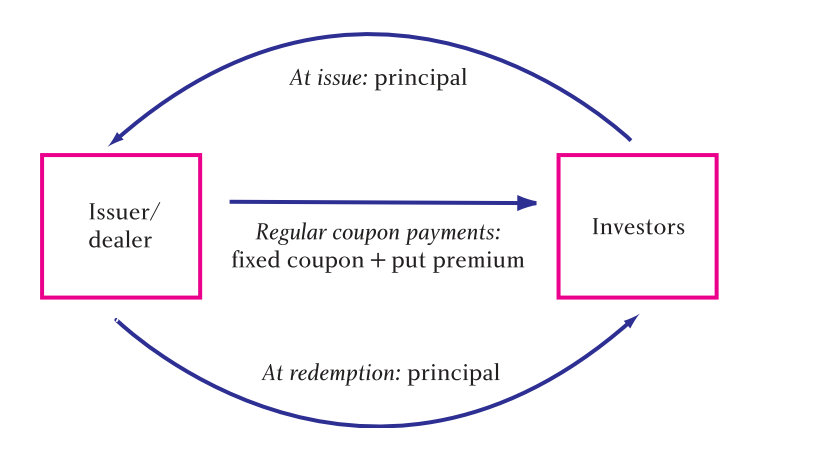 At issue: principal
Issuer/
dealer
Regular coupon payments:
fixed coupon + put premium
Investors
At redemption: principal